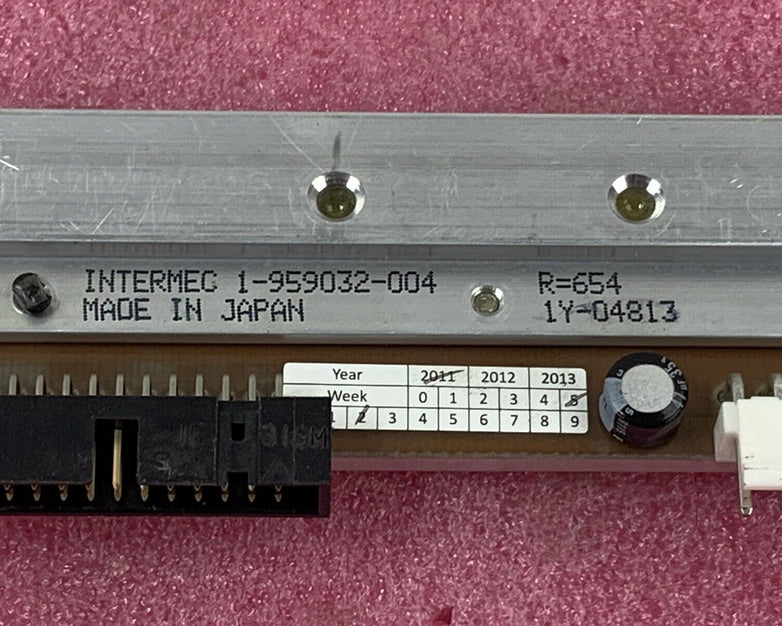 INTERMEC 1-959032-004
MADE IN JAPAN
R=654
1Y-04813
Year 2011 2012 2013
Week 0 1 2 3 4 5
1 2 3 4 5 6 7 8 9
316M